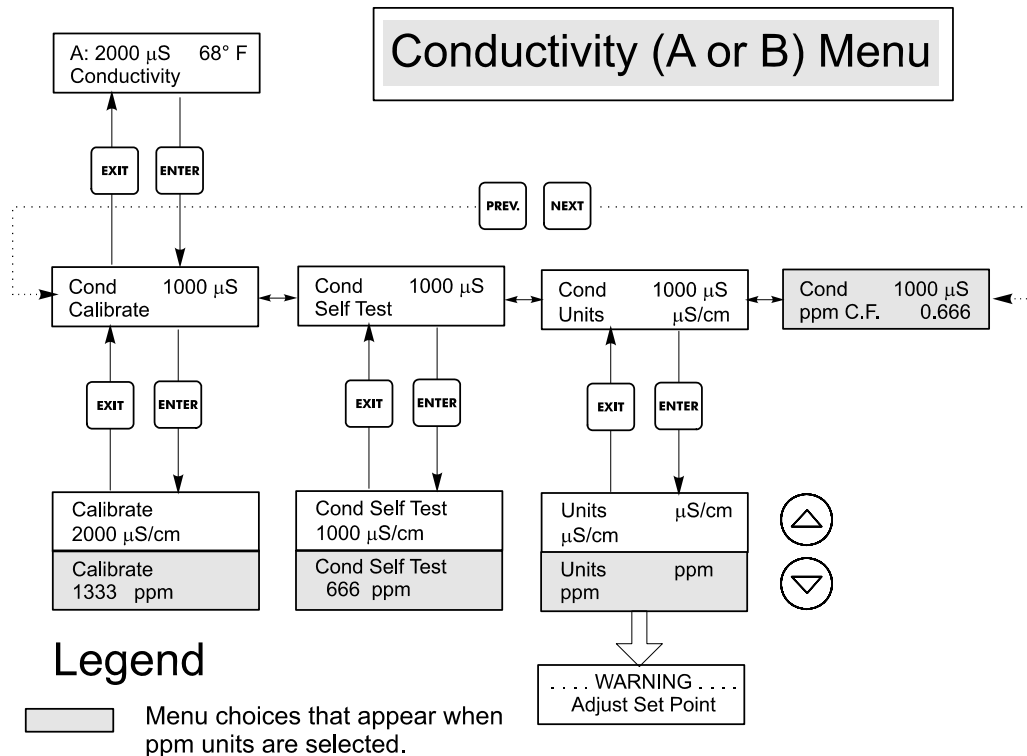 Conductivity (A or B) Menu
A: 2000 μS 68° F
Conductivity
EXIT ENTER
PREV. NEXT
Cond 1000 μS
Calibrate
Cond 1000 μS
Self Test
Cond 1000 μS
Units μS/cm
Cond 1000 μS
ppm C.F. 0.666
EXIT ENTER
EXIT ENTER
EXIT ENTER
Calibrate
2000 μS/cm
Calibrate
1333 ppm
Cond Self Test
1000 μS/cm
Cond Self Test
666 ppm
Units μS/cm
μS/cm
Units ppm
ppm
. . . . WARNING . . . .
Adjust Set Point
Legend
Menu choices that appear when
ppm units are selected.